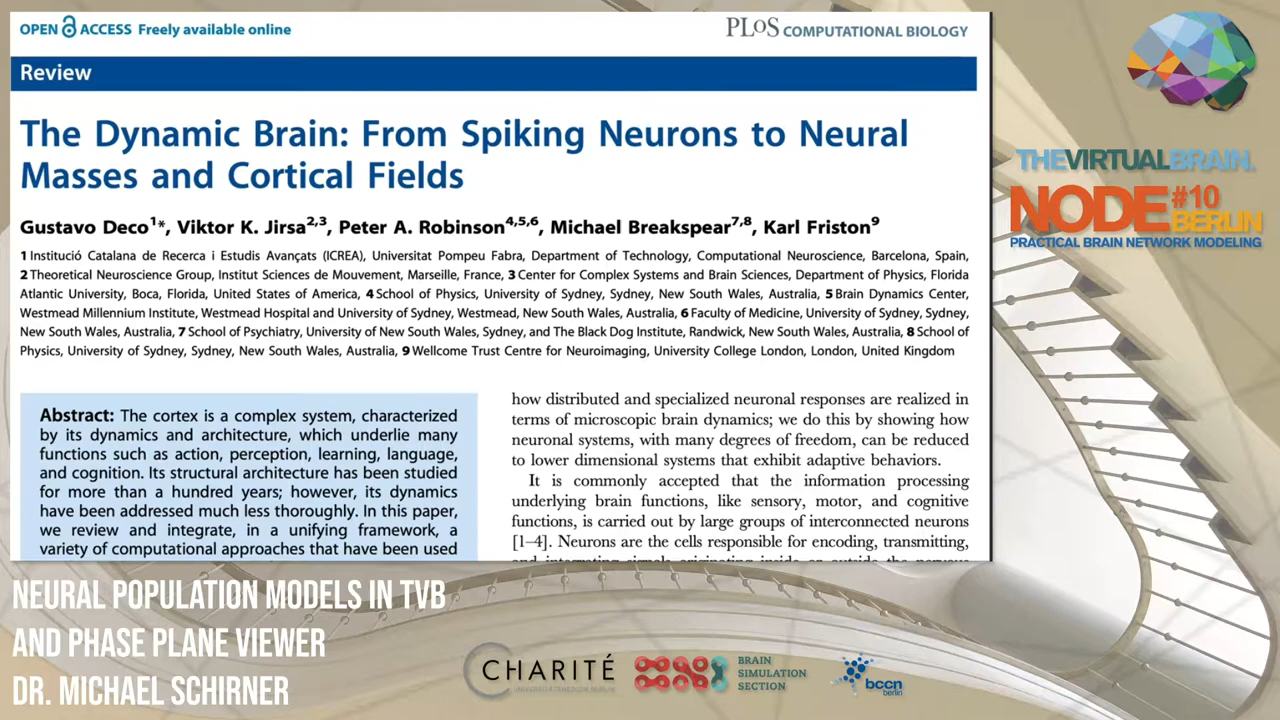 OPEN ACCESS Freely available online
PLoS COMPUTATIONAL BIOLOGY
Review
The Dynamic Brain: From Spiking Neurons to Neural
Masses and Cortical Fields
Gustavo Deco1*, Viktor K. Jirsa2,3, Peter A. Robinson4,5,6, Michael Breakspear7,8, Karl Friston9
1 Institució Catalana de Recerca i Estudis Avançats (ICREA), Universitat Pompeu Fabra, Department of Technology, Computational Neuroscience, Barcelona, Spain,
2 Theoretical Neuroscience Group, Institut Sciences de Mouvement, Marseille, France, 3 Center for Complex Systems and Brain Sciences, Department of Physics, Florida
Atlantic University, Boca, Florida, United States of America, 4 School of Physics, University of Sydney, Sydney, New South Wales, Australia, 5 Brain Dynamics Center,
Westmead Millennium Institute, Westmead Hospital and University of Sydney, Westmead, New South Wales, Australia, 6 Faculty of Medicine, University of Sydney, Sydney,
New South Wales, Australia, 7 School of Psychiatry, University of New South Wales, Sydney, and The Black Dog Institute, Randwick, New South Wales, Australia, 8 School of
Physics, University of Sydney, Sydney, New South Wales, Australia, 9 Wellcome Trust Centre for Neuroimaging, University College London, London, United Kingdom
Abstract: The cortex is a complex system, characterized
by its dynamics and architecture, which underlie many
functions such as action, perception, learning, language,
and cognition. Its structural architecture has been studied
for more than a hundred years; however, its dynamics
have been addressed much less thoroughly. In this paper,
we review and integrate, in a unifying framework, a
variety of computational approaches that have been used
how distributed and specialized neuronal responses are realized in
terms of microscopic brain dynamics; we do this by showing how
neuronal systems, with many degrees of freedom, can be reduced
to lower dimensional systems that exhibit adaptive behaviors.
It is commonly accepted that the information processing
underlying brain functions, like sensory, motor, and cognitive
functions, is carried out by large groups of interconnected neurons
[1–4]. Neurons are the cells responsible for encoding, transmitting,
and integrating signals originating inside or outside the nervous
THEVIRTUALBRAIN.
NODE #10
BERLIN
PRACTICAL BRAIN NETWORK MODELING
NEURAL POPULATION MODELS IN TVB
AND PHASE PLANE VIEWER
DR. MICHAEL SCHIRNER
CHARITÉ
BRAIN
SIMULATION
SECTION
bccn
berlin